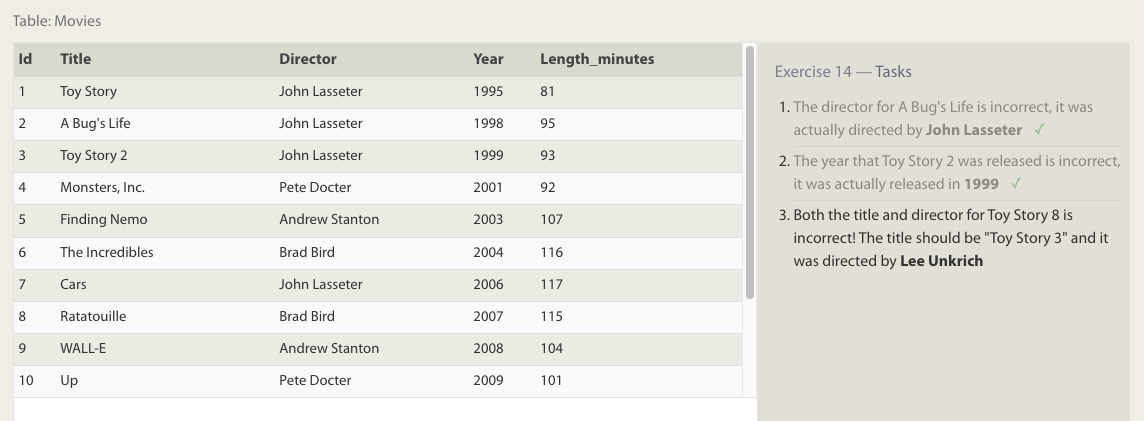 Table: Movies
Id Title Director Year Length_minutes
1 Toy Story John Lasseter 1995 81
2 A Bug's Life John Lasseter 1998 95
3 Toy Story 2 John Lasseter 1999 93
4 Monsters, Inc. Pete Docter 2001 92
5 Finding Nemo Andrew Stanton 2003 107
6 The Incredibles Brad Bird 2004 116
7 Cars John Lasseter 2006 117
8 Ratatouille Brad Bird 2007 115
9 WALL-E Andrew Stanton 2008 104
10 Up Pete Docter 2009 101
Exercise 14 — Tasks
1. The director for A Bug's Life is incorrect, it was
actually directed by John Lasseter ✓
2. The year that Toy Story 2 was released is incorrect,
it was actually released in 1999 ✓
3. Both the title and director for Toy Story 8 is
incorrect! The title should be "Toy Story 3" and it
was directed by Lee Unkrich